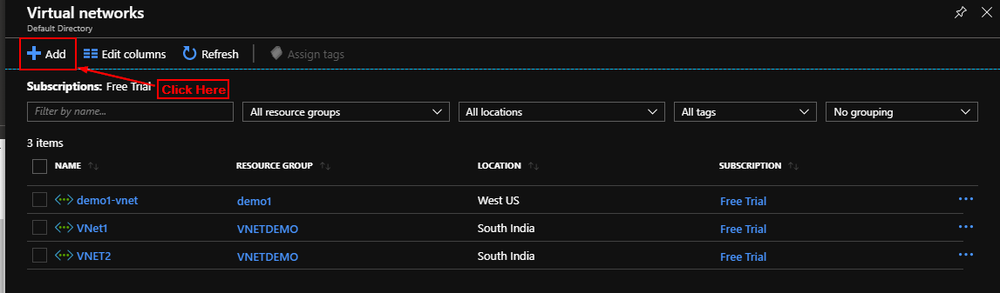 Virtual networks
Default Directory
Add Edit columns Refresh Assign tags
Subscriptions: Free Trial
Click Here
Filter by name... All resource groups All locations All tags No grouping
3 items
NAME RESOURCE GROUP LOCATION SUBSCRIPTION
demo1-vnet demo1 West US Free Trial
VNet1 VNETDEMO South India Free Trial
VNET2 VNETDEMO South India Free Trial